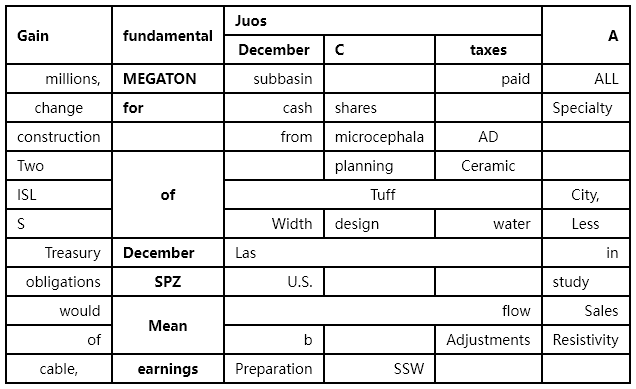 Gain fundamental Juos A
December C taxes
millions, MEGATON subbasin paid ALL
change for cash shares Specialty
construction from microcephala AD
Two of planning Ceramic
ISL Tuff City,
S Width design water Less
Treasury December Las in
obligations SPZ U.S. study
would Mean flow Sales
of b Adjustments Resistivity
cable, earnings Preparation SSW